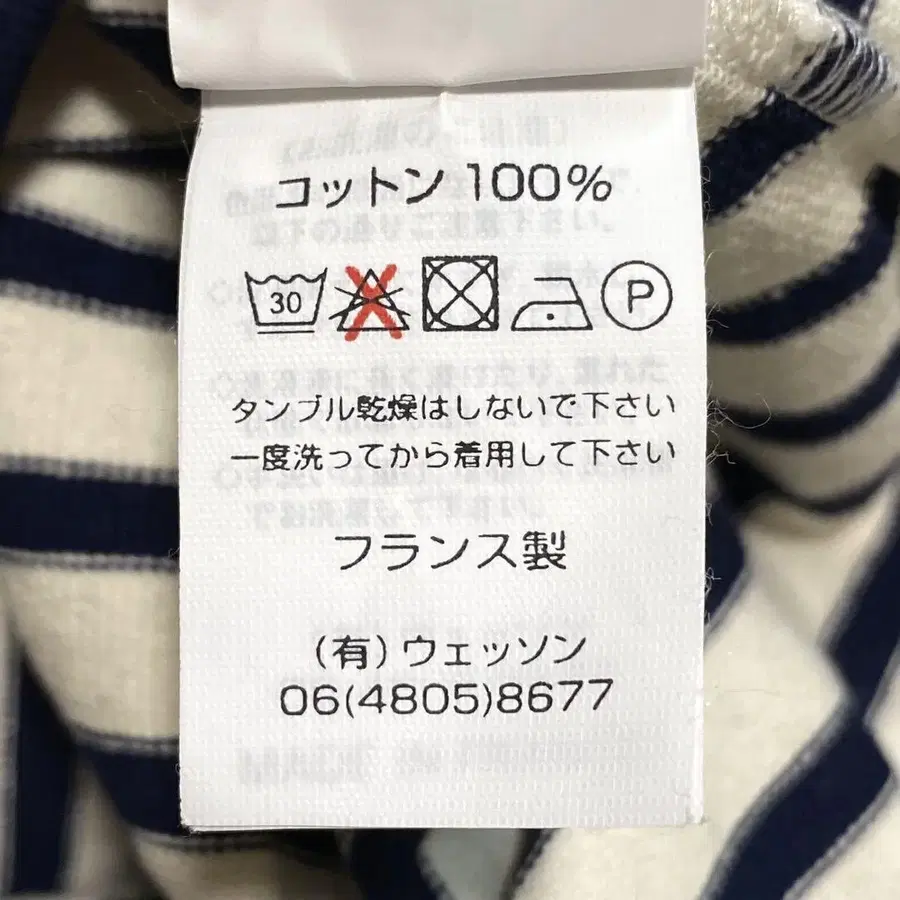 コットン 100%
30
P
タンブル乾燥はしないで下さい
一度洗ってから着用して下さい
フランス製
(有) ウェッソン
06(4805)8677